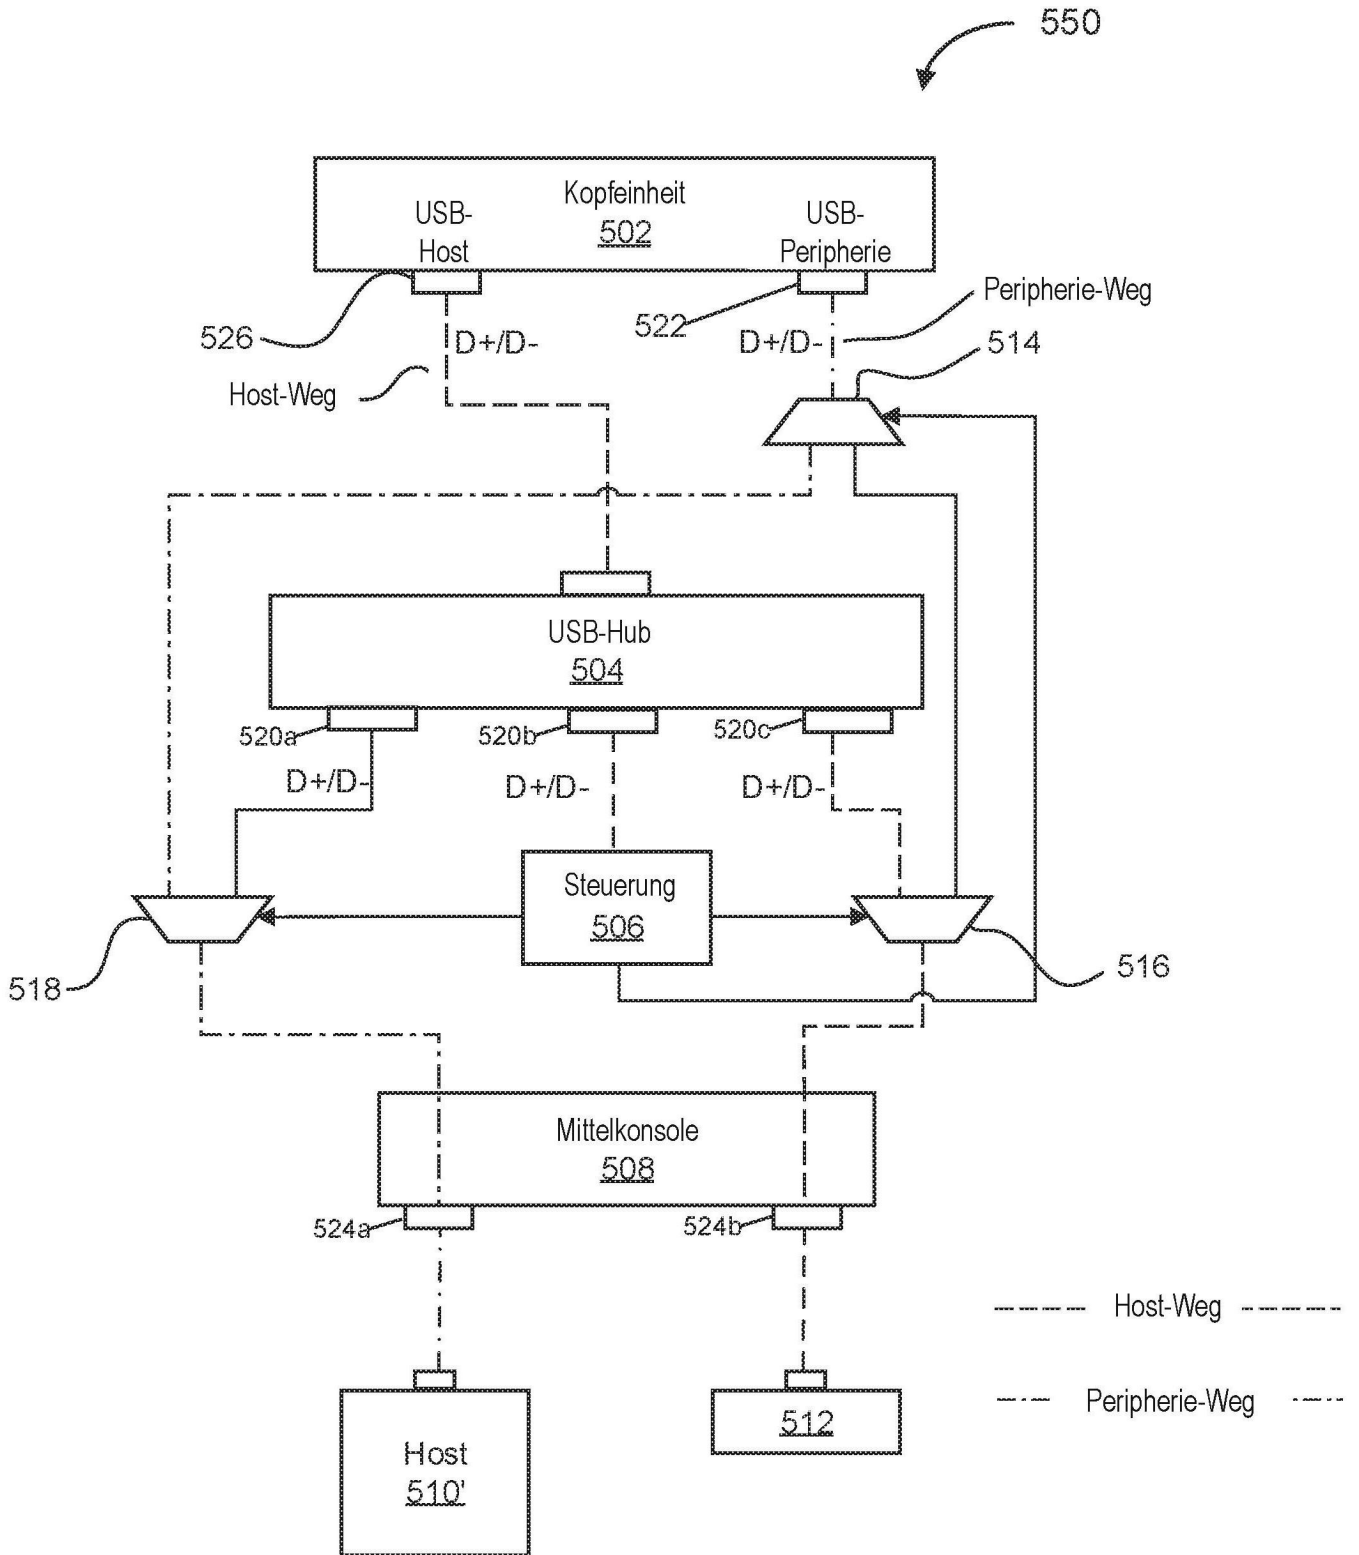 550
Kopfeinheit
502
USB-
Host
USB-
Peripherie
526
522
D+/D-
D+/D-
Peripherie-Weg
514
Host-Weg
USB-Hub
504
520a
520b
520c
D+/D-
D+/D-
D+/D-
Steuerung
506
518
516
Mittelkonsole
508
524a
524b
Host-Weg
Peripherie-Weg
Host
510'
512